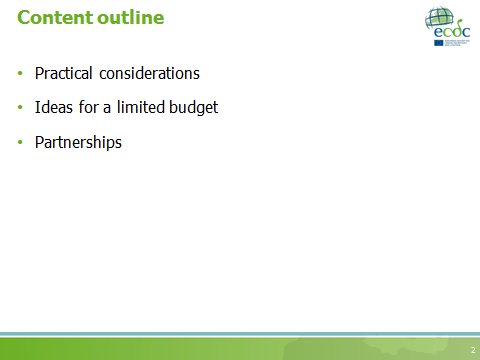 Content outline
ecdc
• Practical considerations
• Ideas for a limited budget
• Partnerships
2